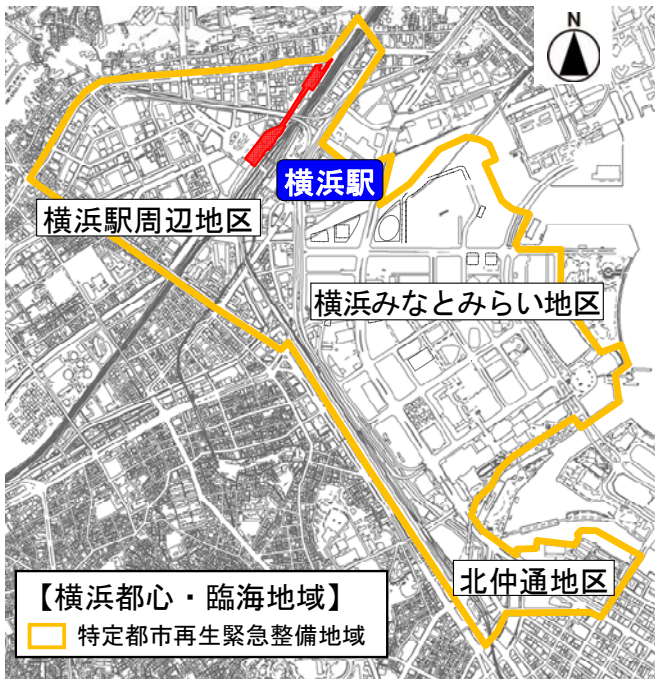 N
横浜駅
横浜駅周辺地区
横浜みなとみらい地区
北仲通地区
【横浜都心・臨海地域】
特定都市再生緊急整備地域